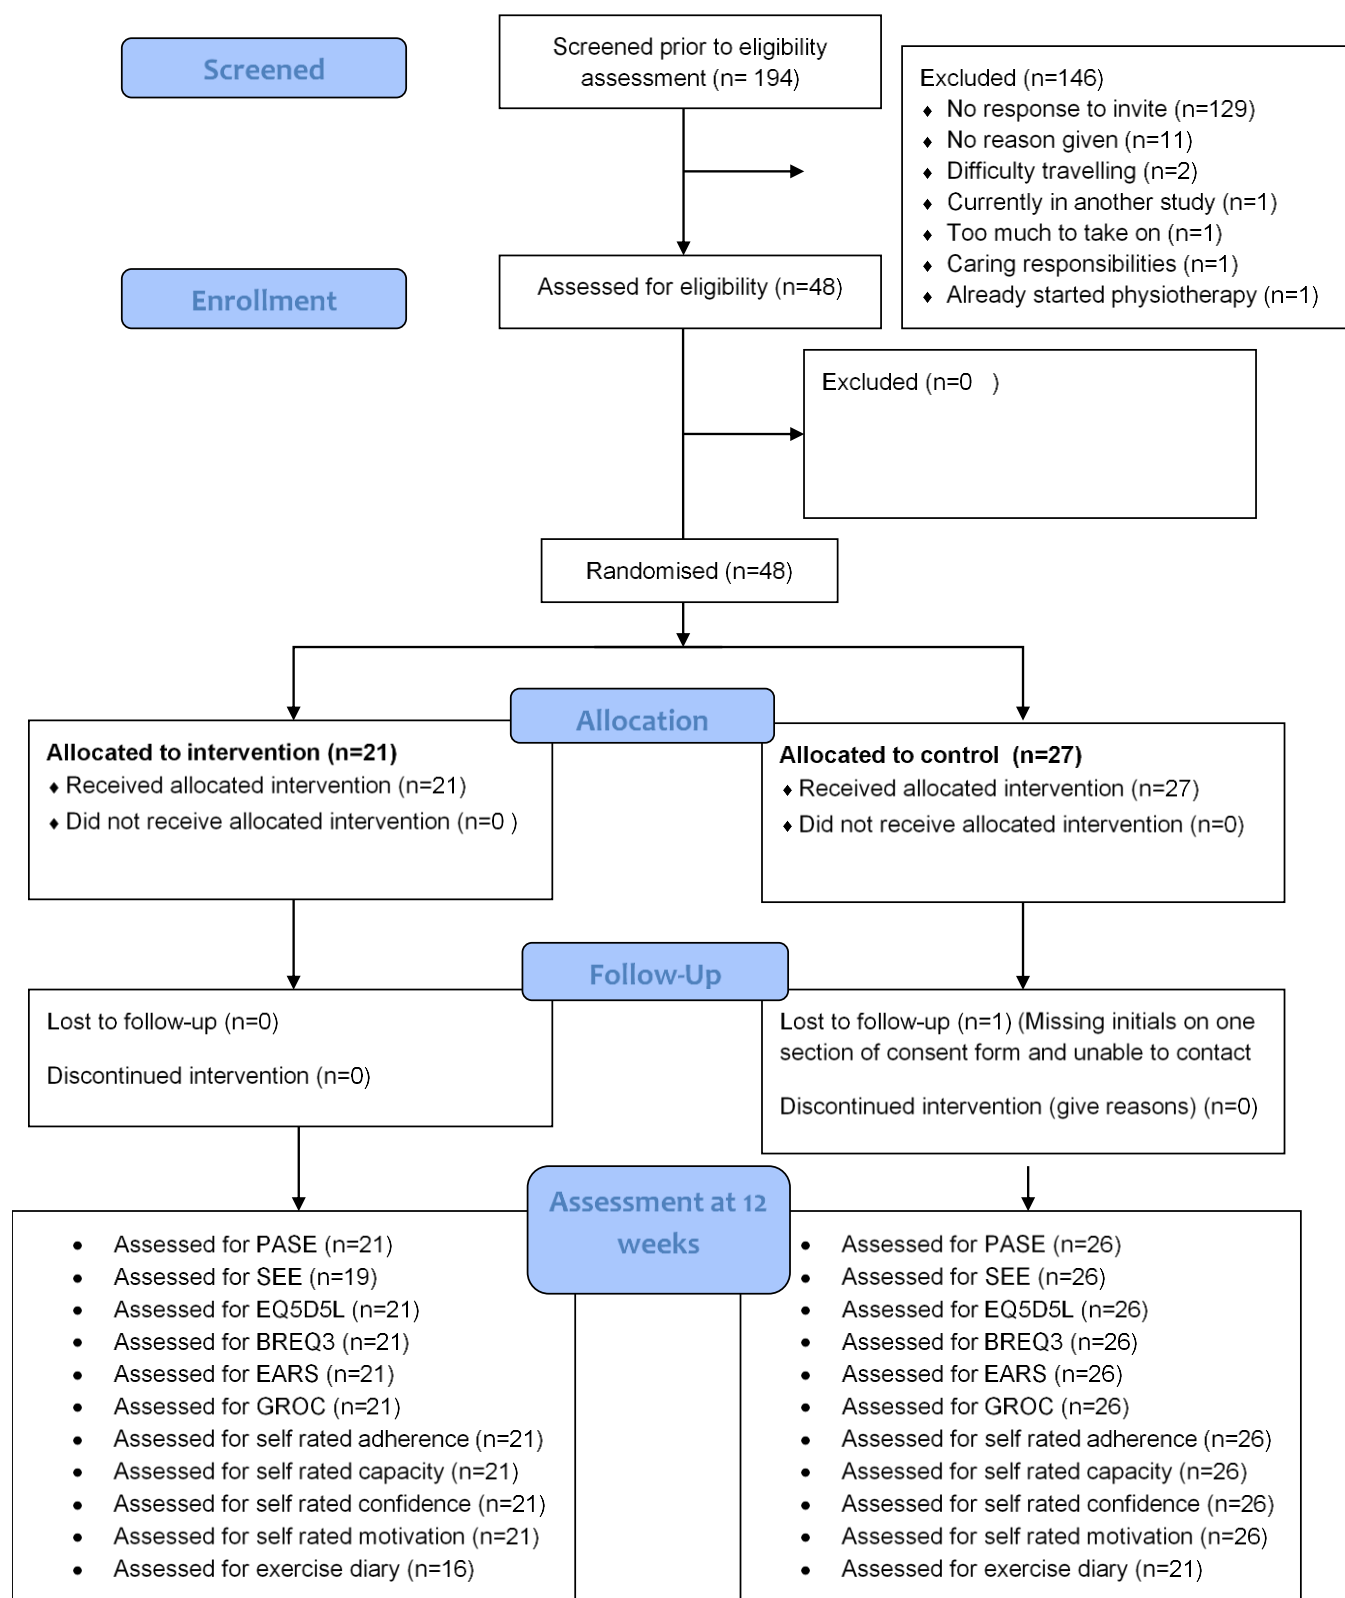 Screened
Screened prior to eligibility
assessment (n= 194)
Excluded (n=146)
♦ No response to invite (n=129)
♦ No reason given (n=11)
♦ Difficulty travelling (n=2)
♦ Currently in another study (n=1)
♦ Too much to take on (n=1)
♦ Caring responsibilities (n=1)
♦ Already started physiotherapy (n=1)
Enrollment
Assessed for eligibility (n=48)
Excluded (n=0   )
Randomised (n=48)
Allocation
Allocated to intervention (n=21)
♦ Received allocated intervention (n=21)
♦ Did not receive allocated intervention (n=0 )
Allocated to control  (n=27)
♦ Received allocated intervention (n=27)
♦ Did not receive allocated intervention (n=0)
Follow-Up
Lost to follow-up (n=0)
Discontinued intervention (n=0)
Lost to follow-up (n=1) (Missing initials on one
section of consent form and unable to contact
Discontinued intervention (give reasons) (n=0)
Assessment at 12
weeks
• Assessed for PASE (n=21)
• Assessed for SEE (n=19)
• Assessed for EQ5D5L (n=21)
• Assessed for BREQ3 (n=21)
• Assessed for EARS (n=21)
• Assessed for GROC (n=21)
• Assessed for self rated adherence (n=21)
• Assessed for self rated capacity (n=21)
• Assessed for self rated confidence (n=21)
• Assessed for self rated motivation (n=21)
• Assessed for exercise diary (n=16)
• Assessed for PASE (n=26)
• Assessed for SEE (n=26)
• Assessed for EQ5D5L (n=26)
• Assessed for BREQ3 (n=26)
• Assessed for EARS (n=26)
• Assessed for GROC (n=26)
• Assessed for self rated adherence (n=26)
• Assessed for self rated capacity (n=26)
• Assessed for self rated confidence (n=26)
• Assessed for self rated motivation (n=26)
• Assessed for exercise diary (n=21)